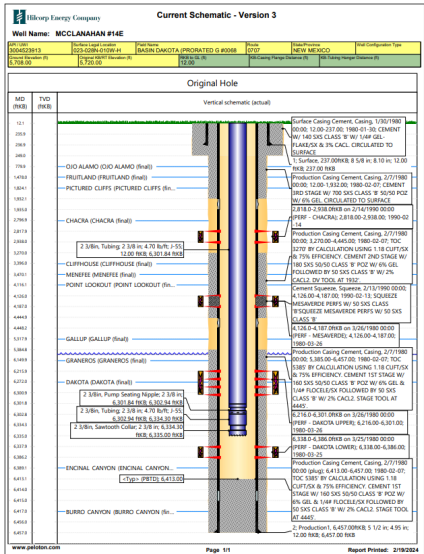 Hilcorp Energy Company
Current Schematic - Version 3
Well Name: MCCLANAHAN #14E
API / UWI
3004523913
Surface Legal Location
023-028N-010W-H
Field Name
BASIN DAKOTA (PRORATED G #0068
Route
0707
State/Province
NEW MEXICO
Well Configuration Type
Ground Elevation (ft)
5,708.00
Original KB/RT Elevation (ft)
5,720.00
RKB to GL (ft)
12.00
KB-Casing Flange Distance (ft)
KB-Tubing Hanger Distance (ft)
Original Hole
MD
(ftKB)
TVD
(ftKB)
Vertical schematic (actual)
12.1
235.9
236.9
OJO ALAMO (OJO ALAMO (final))
FRUITLAND (FRUITLAND (final))
PICTURED CLIFFS (PICTURED CLIFFS (fin...
CHACRA (CHACRA (final))
2 3/8in, Tubing; 2 3/8 in; 4.70 lb/ft; J-55;
12.00 ftKB; 6,301.84 ftKB
CLIFFHOUSE (CLIFFHOUSE (final))
MENEFEE (MENEFEE (final))
POINT LOOKOUT (POINT LOOKOUT (fin...
GALLUP (GALLUP (final))
GRANEROS (GRANEROS (final))
DAKOTA (DAKOTA (final))
2 3/8in, Pump Seating Nipple; 2 3/8 in;
6,301.84 ftKB; 6,302.94 ftKB
2 3/8in, Tubing; 2 3/8 in; 4.70 lb/ft; J-55;
6,302.94 ftKB; 6,334.30 ftKB
2 3/8in, Sawtooth Collar; 2 3/8 in; 6,334.30
ftKB; 6,335.00 ftKB
ENCINAL CANYON (ENCINAL CANYON...
<Typ> (PBTD); 6,413.00
BURRO CANYON (BURRO CANYON (fin...
Surface Casing Cement, Casing, 1/30/1980
00:00; 12.00-237.00; 1980-01-30; CEMENT
W/ 140 SXS CLASS 'B' W/ 1/4# GEL-
FLAKE/SX & 3% CACL. CIRCULATED TO
SURFACE
1; Surface, 237.00ftKB; 8 5/8 in; 8.10 in; 12.00
ftKB; 237.00 ftKB
Production Casing Cement, Casing, 2/7/1980
00:00; 12.00-1,932.00; 1980-02-07; CEMENT
3RD STAGE W/ 700 SXS CLASS 'B' 50/50 POZ
W/ 6% GEL. CIRCULATED TO SURFACE
2,818.0-2,938.0ftKB on 2/14/1990 00:00
(PERF - CHACRA); 2,818.00-2,938.00; 1990-02
-14
Production Casing Cement, Casing, 2/7/1980
00:00; 3,270.00-4,445.00; 1980-02-07; TOC
3270' BY CALCULATION USING 1.18 CUFT/SX
& 75% EFFICIENCY. CEMENT 2ND STAGE W/
180 SXS 50/50 CLASS 'B' POZ W/ 6% GEL
FOLLOWED BY 50 SXS CLASS 'B' W/ 2%
CACL2. DV TOOL AT 1932'.
Cement Squeeze, Squeeze, 2/13/1990 00:00;
4,126.00-4,187.00; 1990-02-13; SQUEEZE
MESAVERDE PERFS W/ 50 SXS CLASS
'B'SQUEEZE MESAVERDE PERFS W/ 50 SXS
CLASS 'B'
4,126.0-4,187.0ftKB on 3/26/1980 00:00
(PERF - MESAVERDE); 4,126.00-4,187.00;
1980-03-26
Production Casing Cement, Casing, 2/7/1980
00:00; 5,385.00-6,457.00; 1980-02-07; TOC
5385' BY CALCULATION USING 1.18 CUFT/SX
& 75% EFFICIENCY. CEMENT 1ST STAGE W/
160 SXS 50/50 CLASS 'B' POZ W/ 6% GEL &
1/4# FLOCELE/SX FOLLOWED BY 50 SXS
CLASS 'B' W/ 2% CACL2. STAGE TOOL AT
4445'.
6,216.0-6,301.0ftKB on 3/26/1980 00:00
(PERF - DAKOTA UPPER); 6,216.00-6,301.00;
1980-03-26
6,338.0-6,386.0ftKB on 3/25/1980 00:00
(PERF - DAKOTA LOWER); 6,338.00-6,386.00;
1980-03-25
Production Casing Cement, Casing, 2/7/1980
00:00 (plug); 6,413.00-6,457.00; 1980-02-07;
TOC 5385' BY CALCULATION USING 1.18
CUFT/SX & 75% EFFICIENCY. CEMENT 1ST
STAGE W/ 160 SXS 50/50 CLASS 'B' POZ W/
6% GEL & 1/4# FLOCELE/SX FOLLOWED BY
50 SXS CLASS 'B' W/ 2% CACL2. STAGE TOOL
AT 4445'.
2; Production1, 6,457.00ftKB; 5 1/2 in; 4.95 in;
12.00 ftKB; 6,457.00 ftKB
www.peloton.com
Page 1/1
Report Printed: 2/19/2024